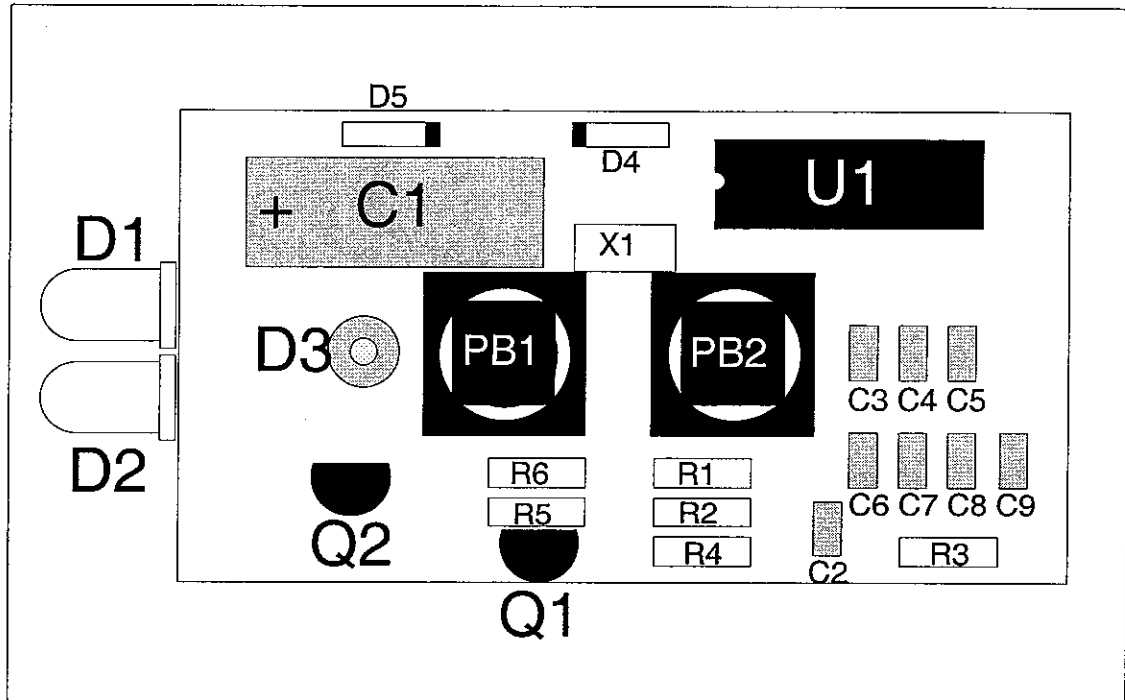 D5
D4
U1
+ C1
D1
X1
D3
PB1
PB2
C3 C4 C5
D2
R6
R1
C6 C7 C8 C9
R5
R2
Q2
R4
C2
R3
Q1